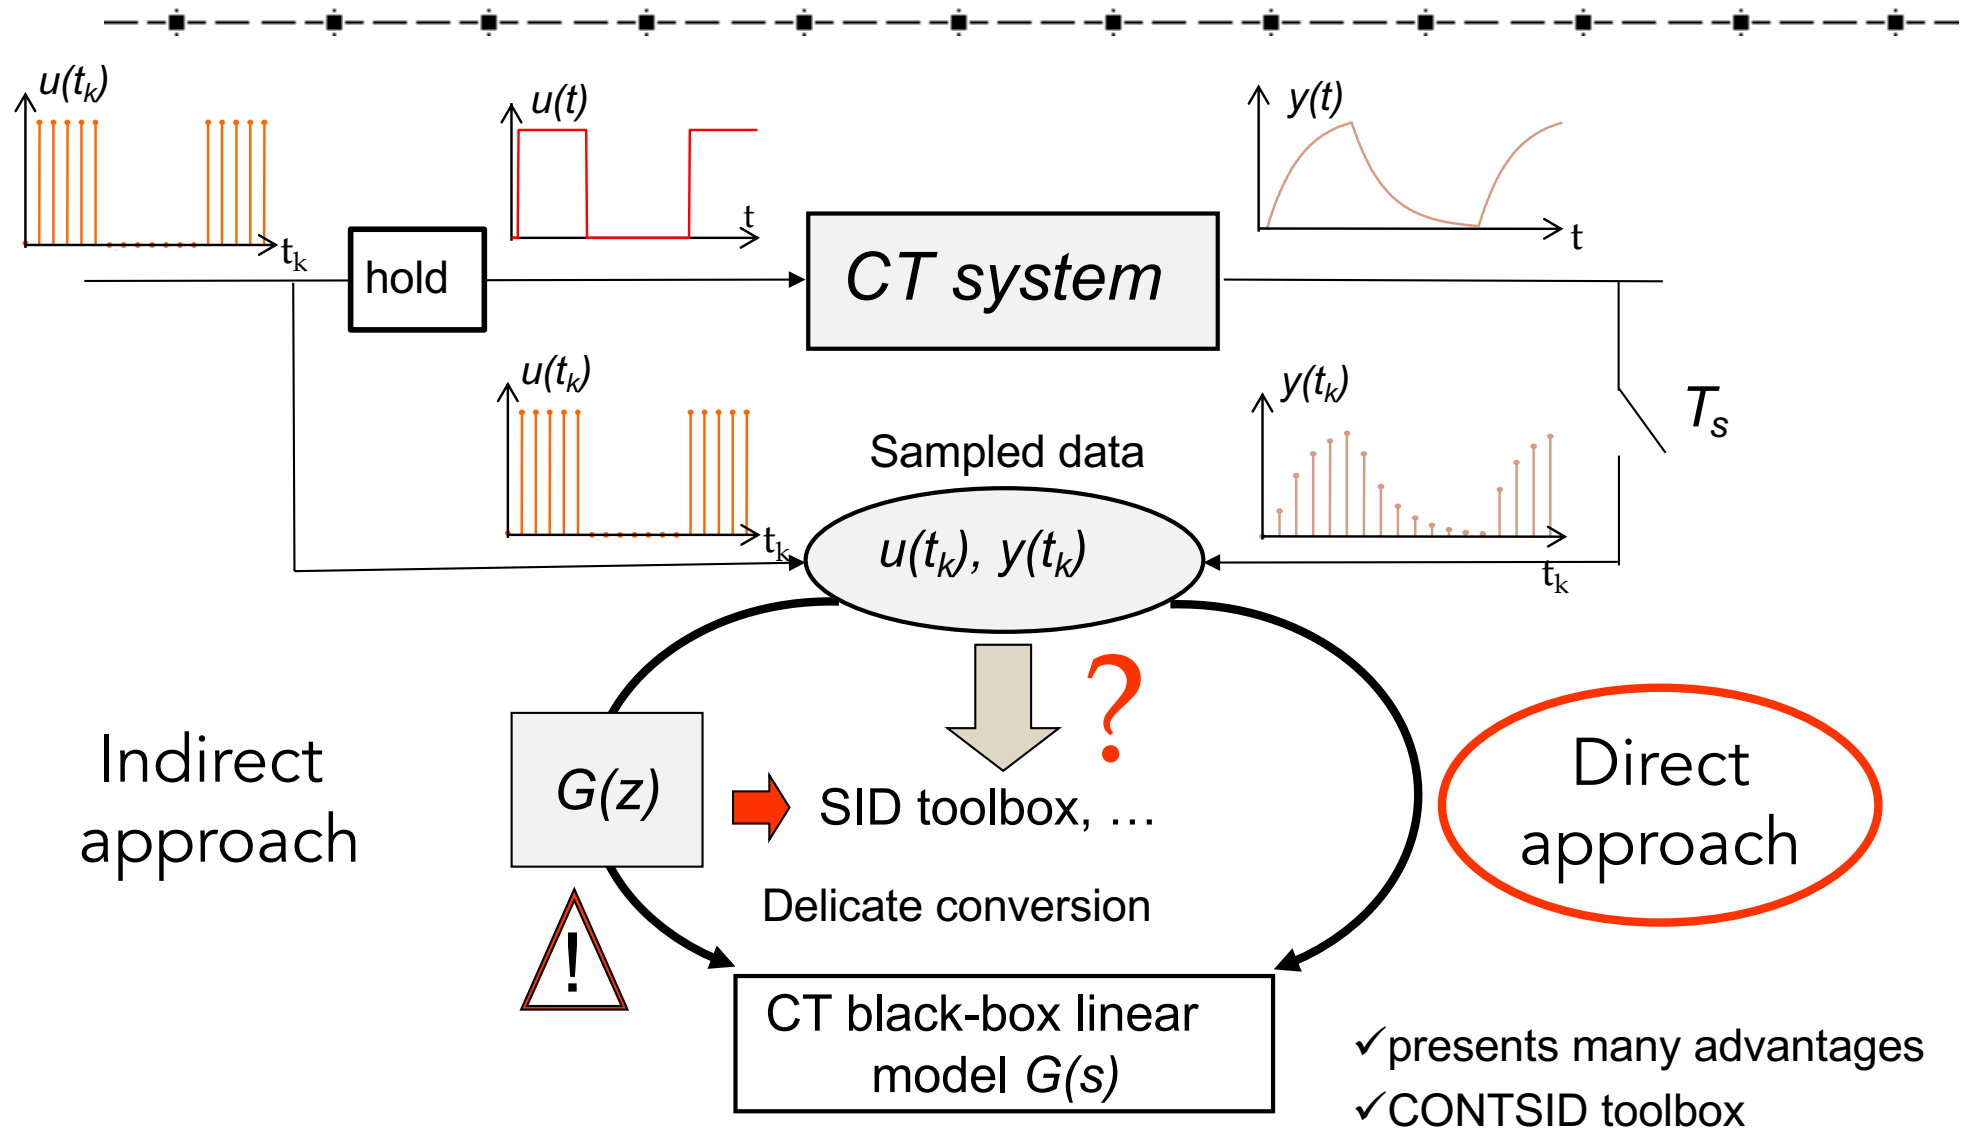 u(tk)
u(t)
y(t)
t
t
tk
hold
CT system
u(tk)
y(tk)
Ts
Sampled data
u(tk), y(tk)
tk
tk
?
Indirect
approach
G(z)
SID toolbox, …
Direct
approach
Delicate conversion
!
CT black-box linear
model G(s)
✓presents many advantages
✓CONTSID toolbox